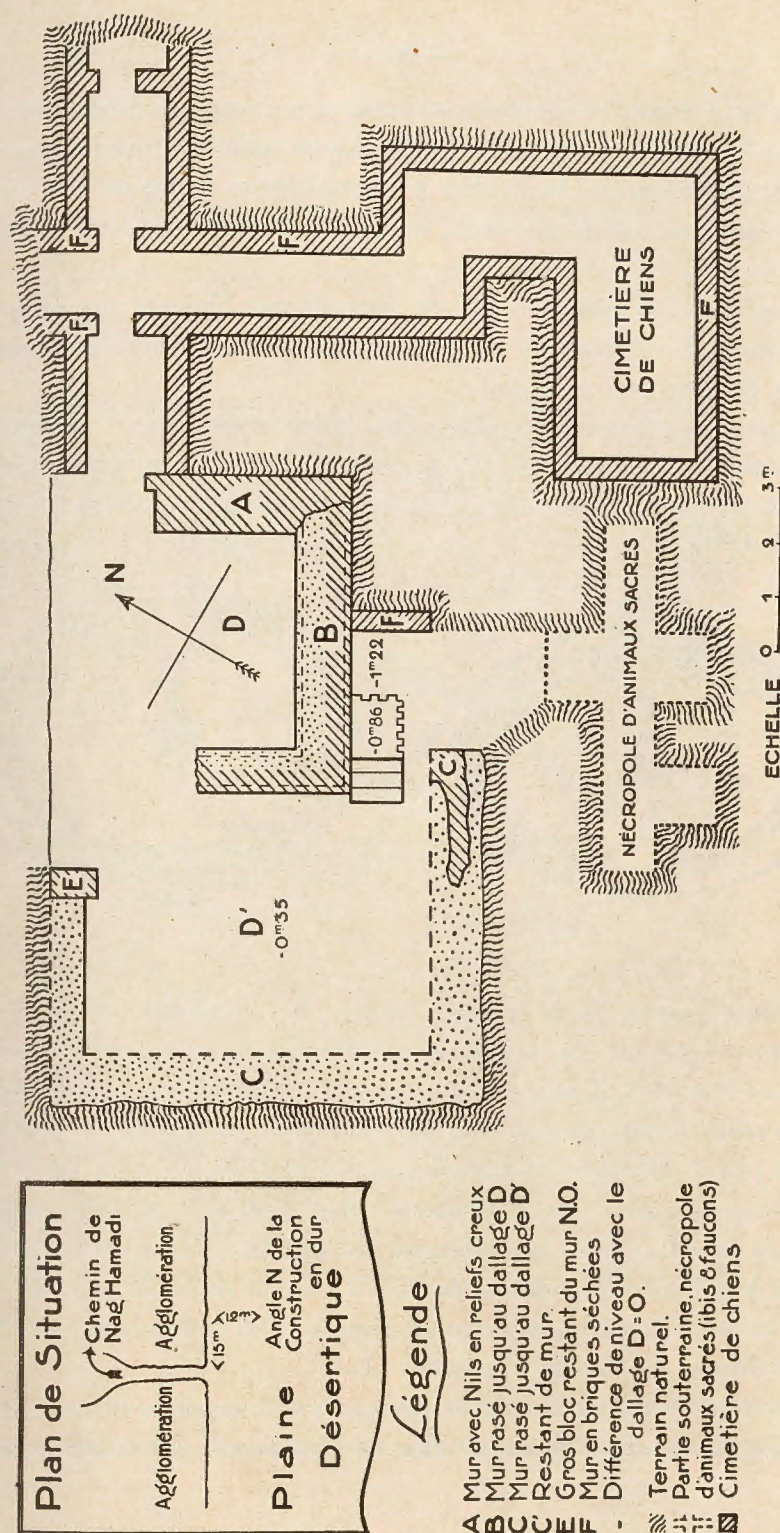 Plan de Situation
Chemin de
Nag Hamadi
Agglomération
Agglomération
<15m>
<12m>
Plaine
Angle N de la
Construction
en dur
Désertique
Légende
A Mur avec Nils en reliefs creux
B Mur rasé jusqu'au dallage D
C Mur rasé jusqu'au dallage D'
C' Restant de mur.
E Gros bloc restant du mur N.O.
F Mur en briques séchées
- Différence de niveau avec le
dallage D=O.
Terrain naturel.
Partie souterraine, nécropole
d'animaux sacrés (ibis & faucons)
Cimetière de chiens
C
D'
-0m35
E
C'
B
-0m86
-1m22
F
D
N
A
F
F
F
F
CIMETIÈRE
DE CHIENS
NÉCROPOLE D'ANIMAUX SACRÉS
ECHELLE 0 1 2 3m.